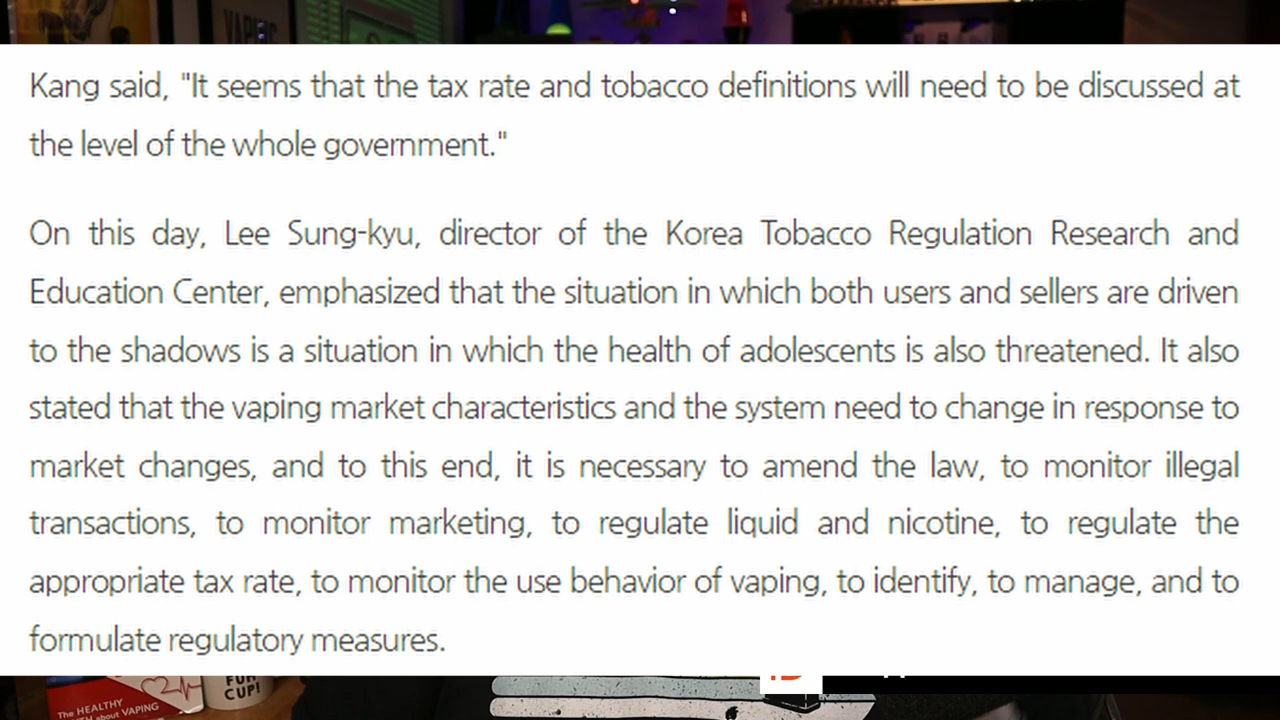 VAPING
Kang said, "It seems that the tax rate and tobacco definitions will need to be discussed at
the level of the whole government."
On this day, Lee Sung-kyu, director of the Korea Tobacco Regulation Research and
Education Center, emphasized that the situation in which both users and sellers are driven
to the shadows is a situation in which the health of adolescents is also threatened. It also
stated that the vaping market characteristics and the system need to change in response to
market changes, and to this end, it is necessary to amend the law, to monitor illegal
transactions, to monitor marketing, to regulate liquid and nicotine, to regulate the
appropriate tax rate, to monitor the use behavior of vaping, to identify, to manage, and to
formulate regulatory measures.
CUP!
The HEALTHY
about VAPING